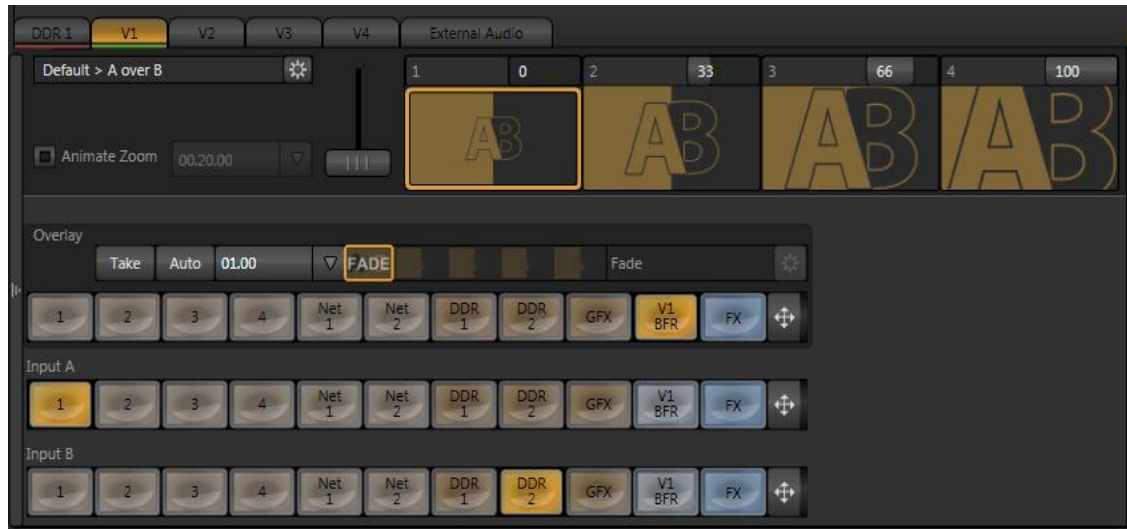 DDR 1 V1 V2 V3 V4 External Audio
Default > A over B 1 0 2 33 3 66 4 100
AB AB AB AB
Animate Zoom 00.20.00
Overlay
Take Auto 01.00 FADE Fade
1 2 3 4 Net 1 Net 2 DDR 1 DDR 2 GFX V1 BFR FX
Input A
1 2 3 4 Net 1 Net 2 DDR 1 DDR 2 GFX V1 BFR FX
Input B
1 2 3 4 Net 1 Net 2 DDR 1 DDR 2 GFX V1 BFR FX